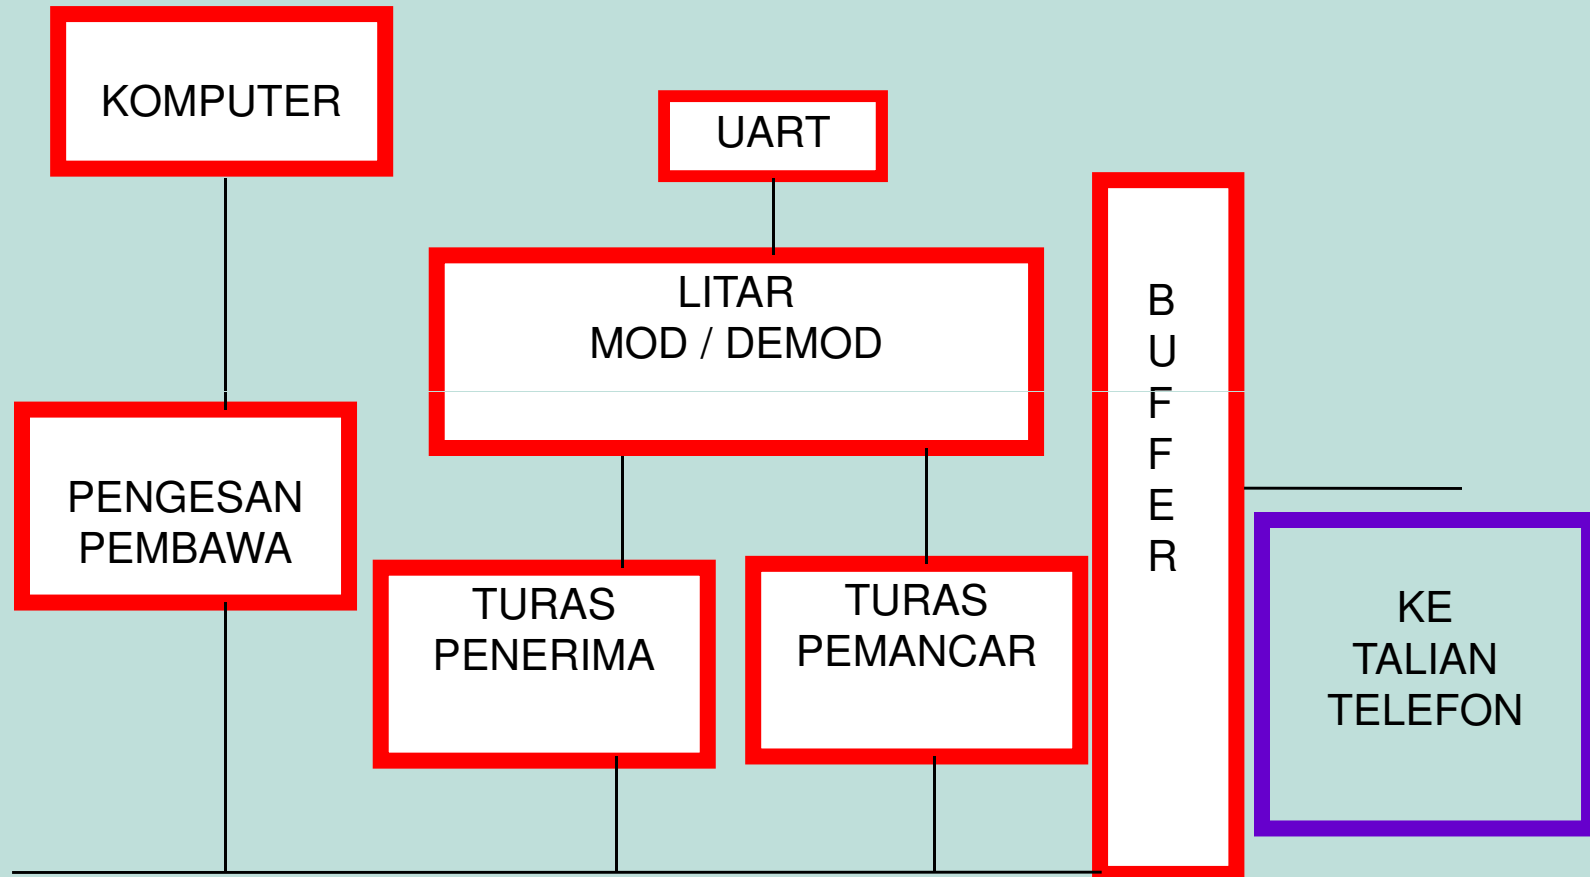 KOMPUTER
UART
LITAR
MOD / DEMOD
B
U
F
F
E
R
PENGESAN
PEMBAWA
TURAS
PENERIMA
TURAS
PEMANCAR
KE
TALIAN
TELEFON